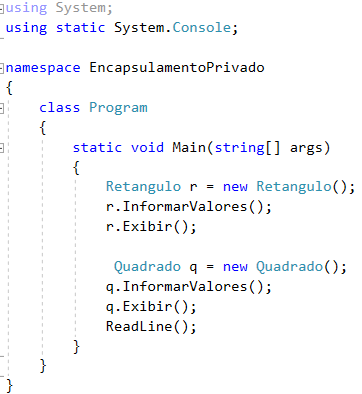 using System;
using static System.Console;
namespace EncapsulamentoPrivado
{
class Program
{
static void Main(string[] args)
{
Retangulo r = new Retangulo();
r.InformarValores();
r.Exibir();
Quadrado q = new Quadrado();
q.InformarValores();
q.Exibir();
ReadLine();
}
}
}